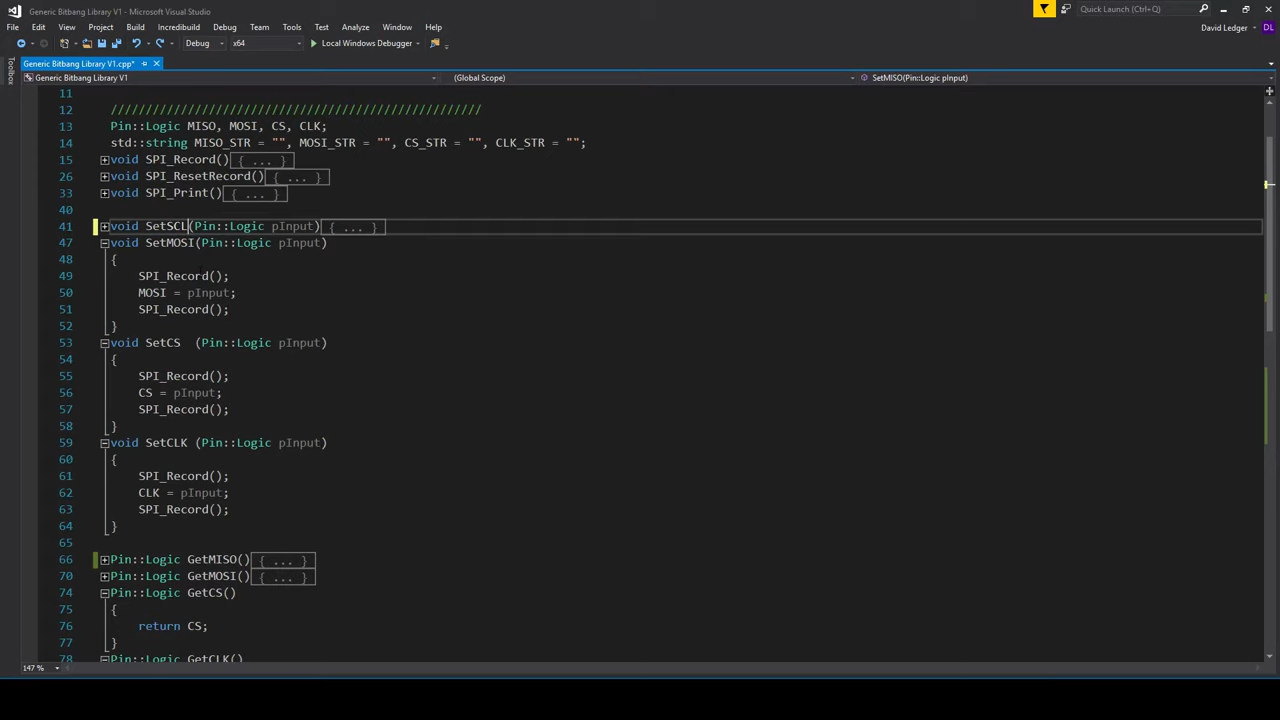 Generic Bitbang Library V1 - Microsoft Visual Studio
Quick Launch (Ctrl+Q)
File Edit View Project Build Incredibuild Debug Team Tools Test Analyze Window Help
David Ledger DL
Debug x64 Local Windows Debugger
Toolbox
Generic Bitbang Library V1.cpp*
Generic Bitbang Library V1 (Global Scope) SetMISO(Pin::Logic pInput)
11
12 /////////////////////////////////////////////////////
13 Pin::Logic MISO, MOSI, CS, CLK;
14 std::string MISO_STR = "", MOSI_STR = "", CS_STR = "", CLK_STR = "";
15 void SPI_Record(){ ... }
26 void SPI_ResetRecord(){ ... }
33 void SPI_Print(){ ... }
40
41 void SetSCL(Pin::Logic pInput){ ... }
47 void SetMOSI(Pin::Logic pInput)
48 {
49 SPI_Record();
50 MOSI = pInput;
51 SPI_Record();
52 }
53 void SetCS (Pin::Logic pInput)
54 {
55 SPI_Record();
56 CS = pInput;
57 SPI_Record();
58 }
59 void SetCLK (Pin::Logic pInput)
60 {
61 SPI_Record();
62 CLK = pInput;
63 SPI_Record();
64 }
65
66 Pin::Logic GetMISO(){ ... }
70 Pin::Logic GetMOSI(){ ... }
74 Pin::Logic GetCS()
75 {
76 return CS;
77 }
78 Pin::Logic GetCLK()
147 %